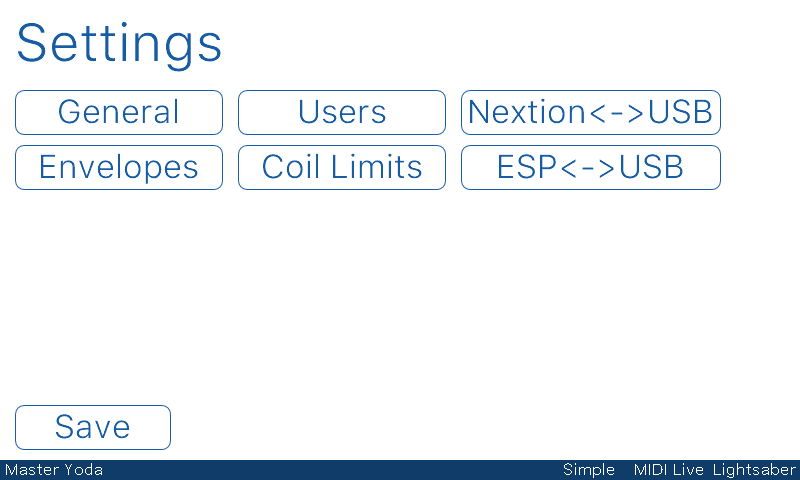 Settings
General Users Nextion<->USB
Envelopes Coil Limits ESP<->USB
Save
Master Yoda Simple MIDI Live Lightsaber